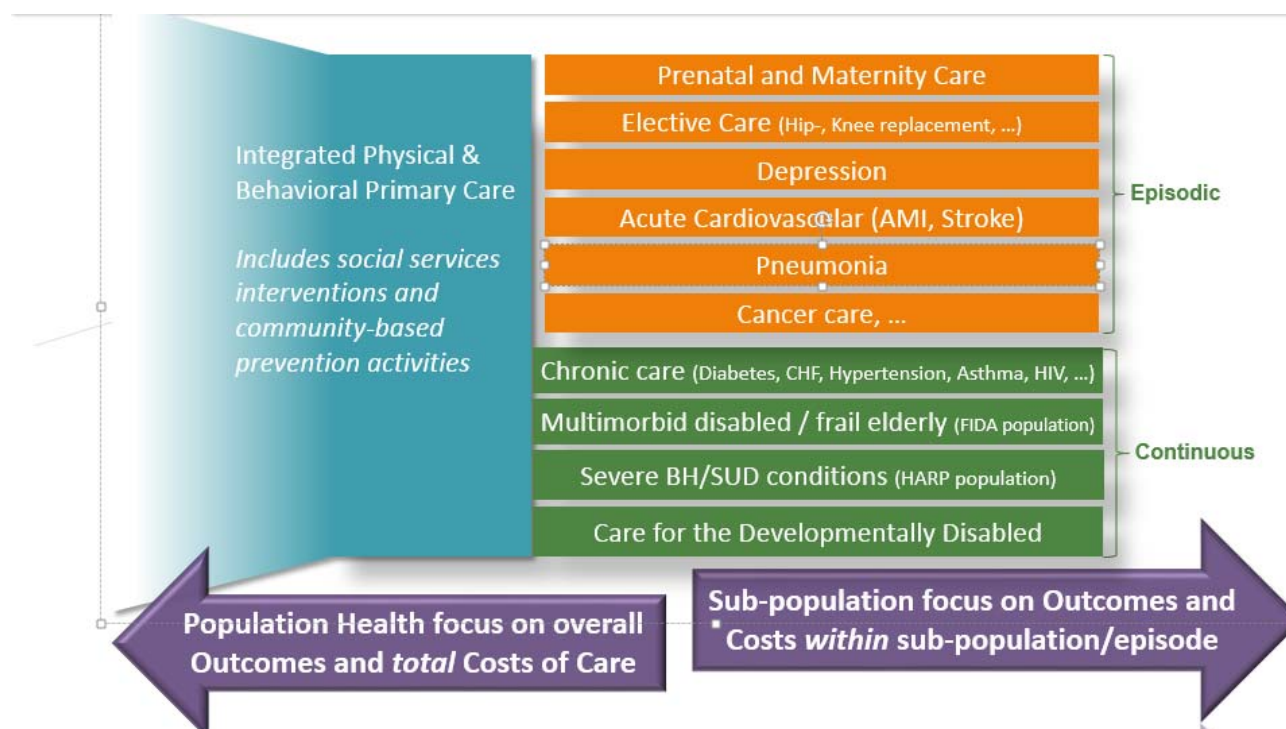 Integrated Physical &
Behavioral Primary Care
Includes social services
interventions and
community-based
prevention activities
Prenatal and Maternity Care
Elective Care (Hip-, Knee replacement, ...)
Depression
Acute Cardiovascular (AMI, Stroke)
Pneumonia
Cancer care, ...
Episodic
Chronic care (Diabetes, CHF, Hypertension, Asthma, HIV, ...)
Multimorbid disabled / frail elderly (FIDA population)
Severe BH/SUD conditions (HARP population)
Care for the Developmentally Disabled
Continuous
Population Health focus on overall
Outcomes and total Costs of Care
Sub-population focus on Outcomes and
Costs within sub-population/episode